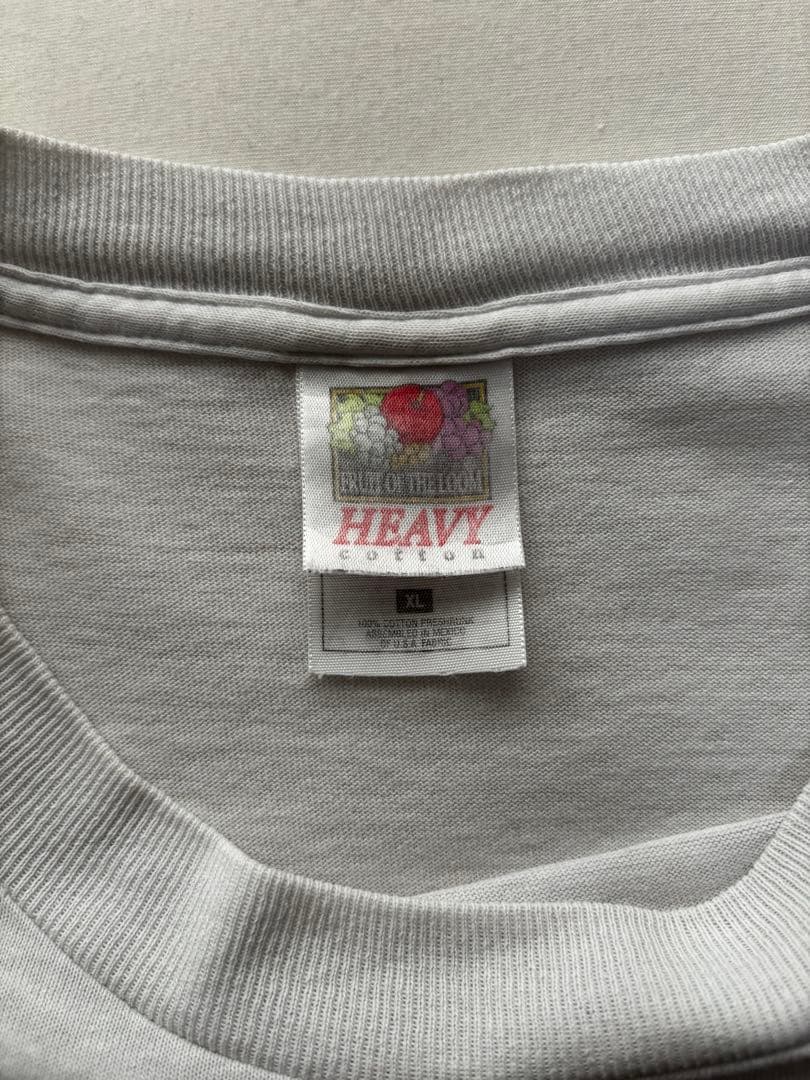 FRUIT OF THE LOOM
HEAVY
cotton
XL
100% COTTON PRESHRUNK
ASSEMBLED IN MEXICO
OF U.S.A. FABRIC